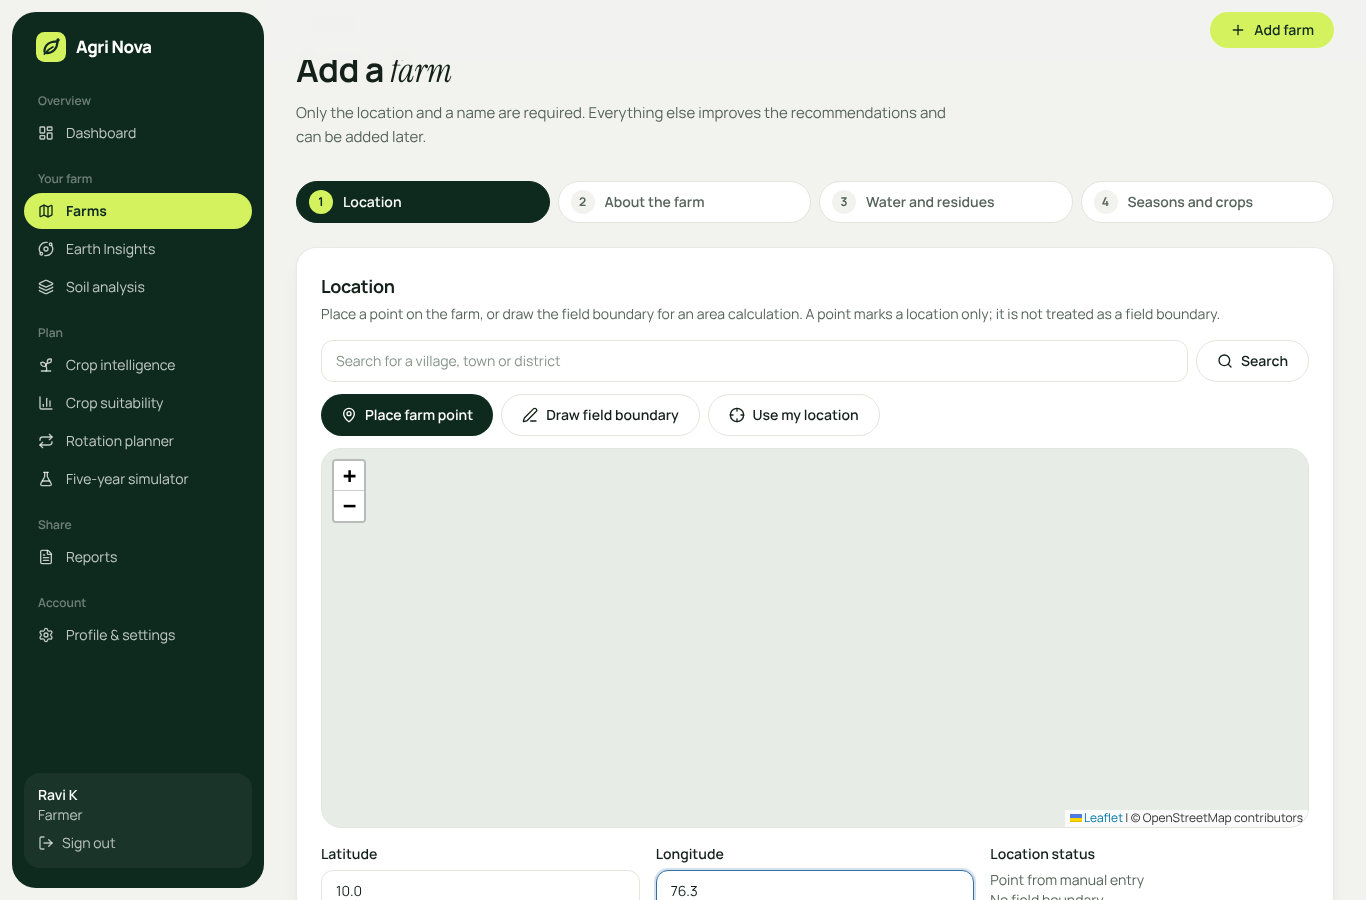 Agri Nova
Overview
Dashboard
Your farm
Farms
Earth Insights
Soil analysis
Plan
Crop intelligence
Crop suitability
Rotation planner
Five-year simulator
Share
Reports
Account
Profile & settings
Ravi K
Farmer
Sign out
Add farm
Add a farm
Only the location and a name are required. Everything else improves the recommendations and
can be added later.
1 Location
2 About the farm
3 Water and residues
4 Seasons and crops
Location
Place a point on the farm, or draw the field boundary for an area calculation. A point marks a location only; it is not treated as a field boundary.
Search for a village, town or district
Search
Place farm point
Draw field boundary
Use my location
+
−
Leaflet | © OpenStreetMap contributors
Latitude
10.0
Longitude
76.3
Location status
Point from manual entry
No field boundary